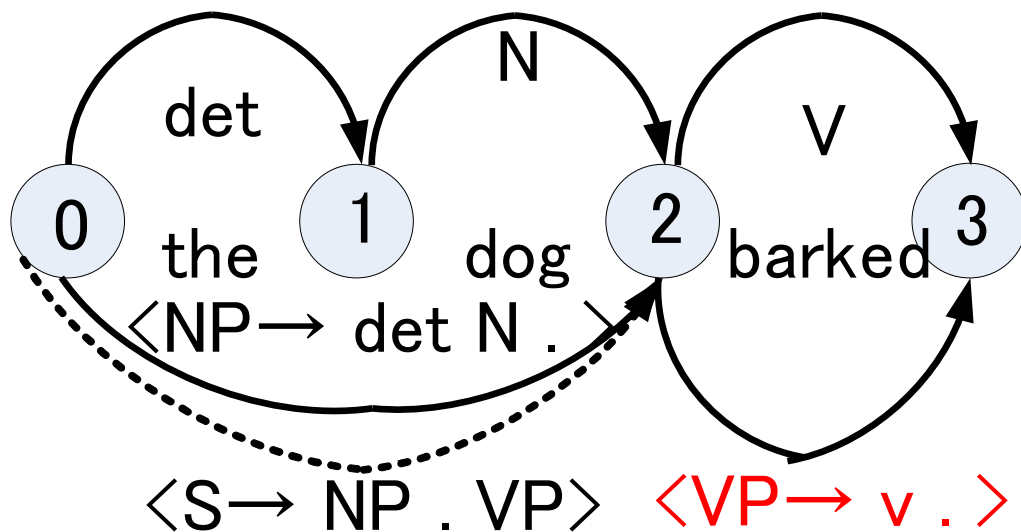 N
det
V
0 1 2 3
the dog barked
<NP→ det N . >
<S→ NP . VP>
<VP→ v . >